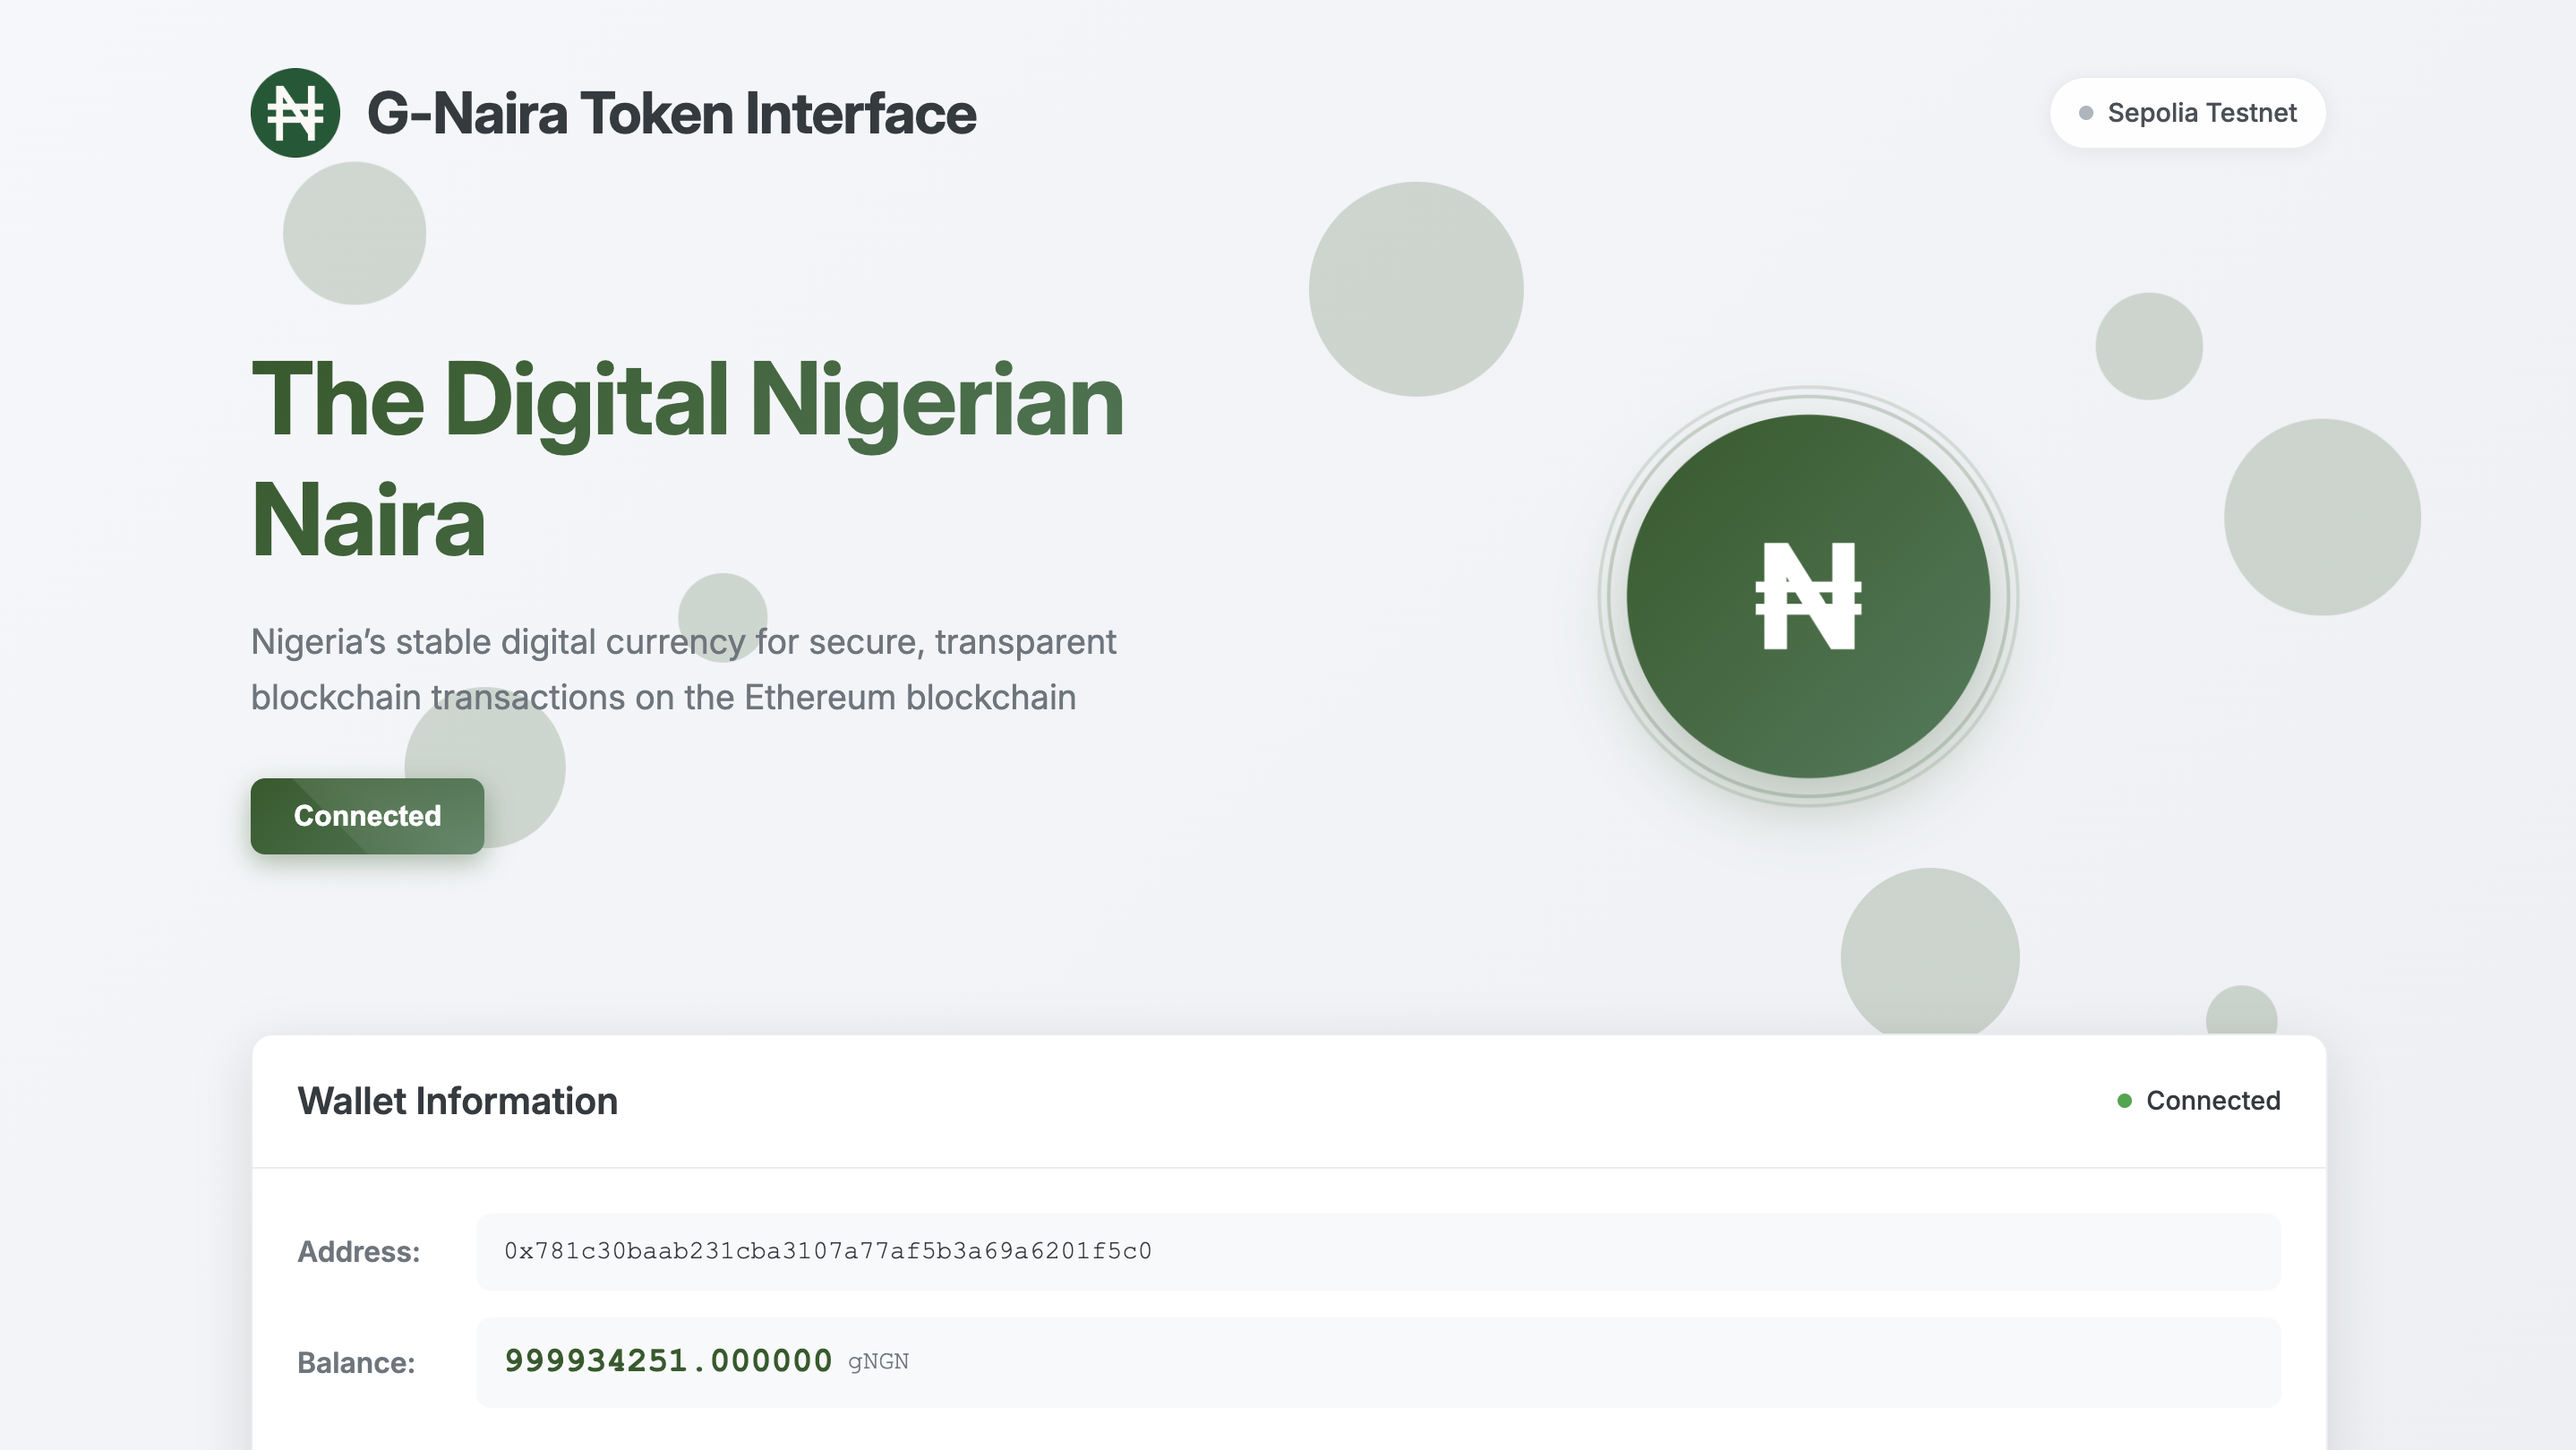 ₦ G-Naira Token Interface
Sepolia Testnet
The Digital Nigerian
Naira
Nigeria’s stable digital currency for secure, transparent
blockchain transactions on the Ethereum blockchain
Connected
₦
Wallet Information
Connected
Address: 0x781c30baab231cba3107a77af5b3a69a6201f5c0
Balance: 999934251.000000 gNGN